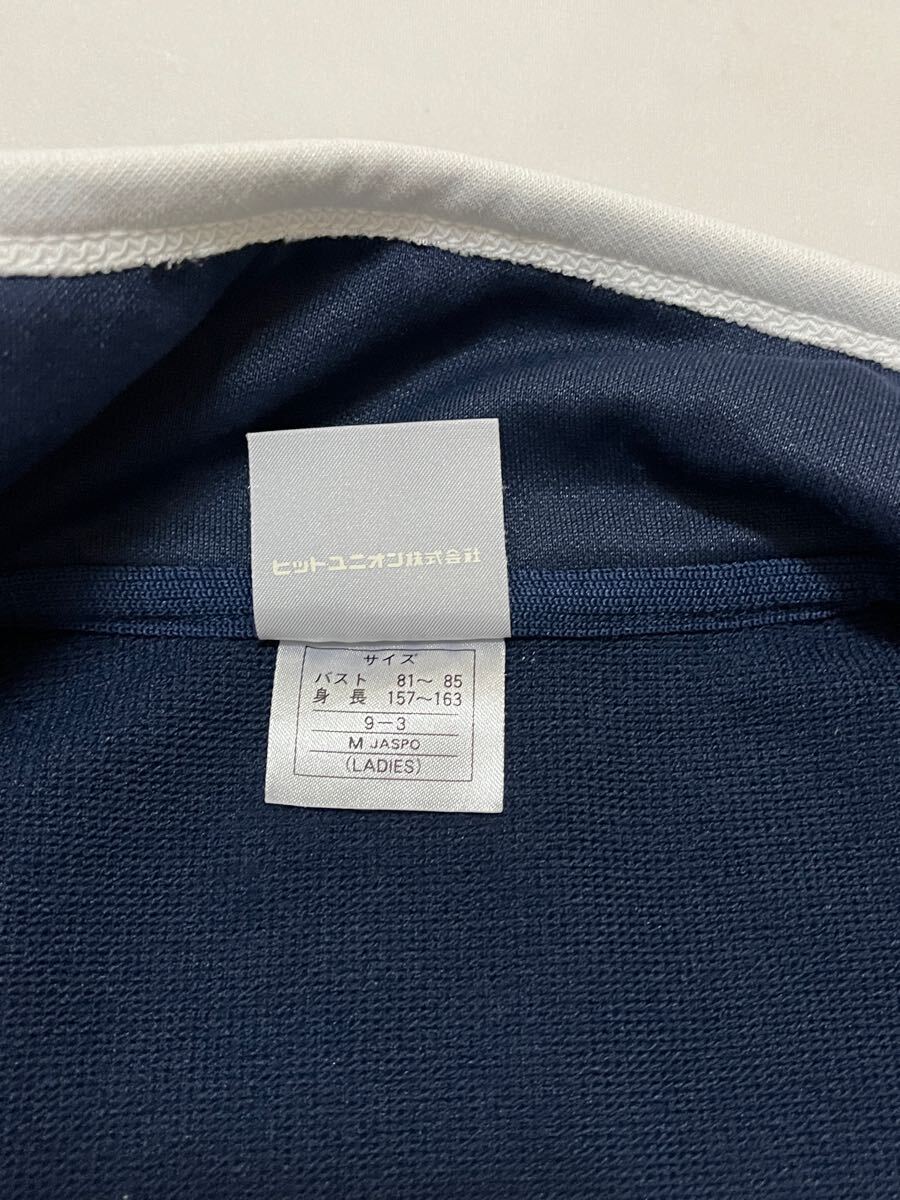 ヒットユニオン株式会社
サイズ
バスト 81〜 85
身 長 157〜163
9−3
M JASPO
(LADIES)